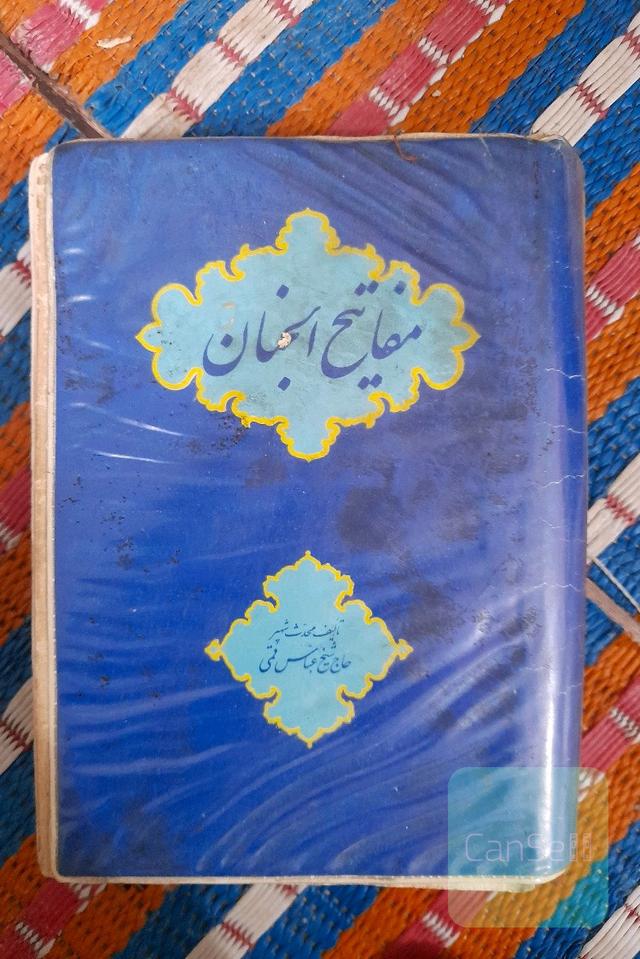 مفاتیح الجنان
تألیف محدث شهیر
حاج شیخ عباس قمی
CanSell